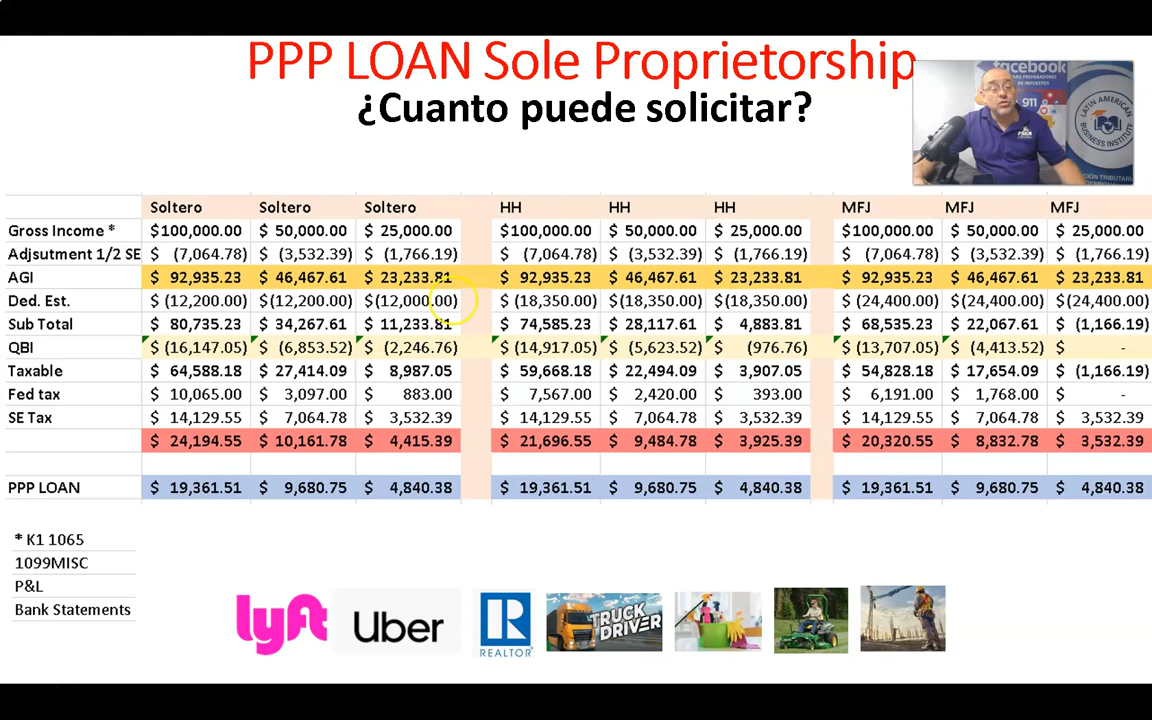 PPP LOAN Sole Proprietorship
¿Cuanto puede solicitar?
facebook
PARA PREPARADORES
DE IMPUESTOS
911
LATIN AMERICAN
BUSINESS INSTITUTE
Soltero Soltero Soltero HH HH HH MFJ MFJ MFJ
Gross Income * $100,000.00 $ 50,000.00 $ 25,000.00 $100,000.00 $ 50,000.00 $ 25,000.00 $100,000.00 $ 50,000.00 $ 25,000.00
Adjsutment 1/2 SE $ (7,064.78) $ (3,532.39) $ (1,766.19) $ (7,064.78) $ (3,532.39) $ (1,766.19) $ (7,064.78) $ (3,532.39) $ (1,766.19)
AGI $ 92,935.23 $ 46,467.61 $ 23,233.81 $ 92,935.23 $ 46,467.61 $ 23,233.81 $ 92,935.23 $ 46,467.61 $ 23,233.81
Ded. Est. $ (12,200.00) $(12,200.00) $(12,000.00) $ (18,350.00) $(18,350.00) $(18,350.00) $ (24,400.00) $(24,400.00) $(24,400.00)
Sub Total $ 80,735.23 $ 34,267.61 $ 11,233.81 $ 74,585.23 $ 28,117.61 $ 4,883.81 $ 68,535.23 $ 22,067.61 $ (1,166.19)
QBI $ (16,147.05) $ (6,853.52) $ (2,246.76) $ (14,917.05) $ (5,623.52) $ (976.76) $ (13,707.05) $ (4,413.52) $ -
Taxable $ 64,588.18 $ 27,414.09 $ 8,987.05 $ 59,668.18 $ 22,494.09 $ 3,907.05 $ 54,828.18 $ 17,654.09 $ (1,166.19)
Fed tax $ 10,065.00 $ 3,097.00 $ 883.00 $ 7,567.00 $ 2,420.00 $ 393.00 $ 6,191.00 $ 1,768.00 $ -
SE Tax $ 14,129.55 $ 7,064.78 $ 3,532.39 $ 14,129.55 $ 7,064.78 $ 3,532.39 $ 14,129.55 $ 7,064.78 $ 3,532.39
$ 24,194.55 $ 10,161.78 $ 4,415.39 $ 21,696.55 $ 9,484.78 $ 3,925.39 $ 20,320.55 $ 8,832.78 $ 3,532.39
PPP LOAN $ 19,361.51 $ 9,680.75 $ 4,840.38 $ 19,361.51 $ 9,680.75 $ 4,840.38 $ 19,361.51 $ 9,680.75 $ 4,840.38
* K1 1065
1099MISC
P&L
Bank Statements
lyft
Uber
R
REALTOR
TRUCK
DRIVER